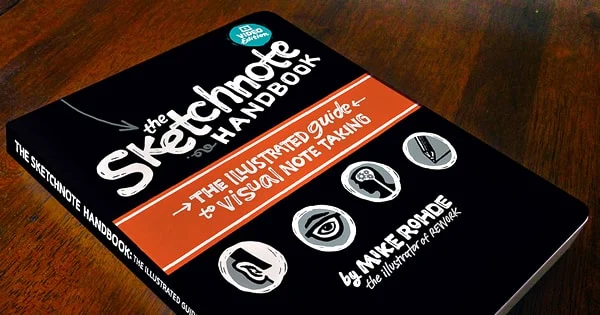 VIDEO
Edition
the
Sketchnote
HANDBOOK
THE ILLUSTRATED guide
to VISUAL NOTE TAKING
by MIKE ROHDE
the illustrator of REWORK
THE SKETCHNOTE HANDBOOK: THE ILLUSTRATED GUIDE